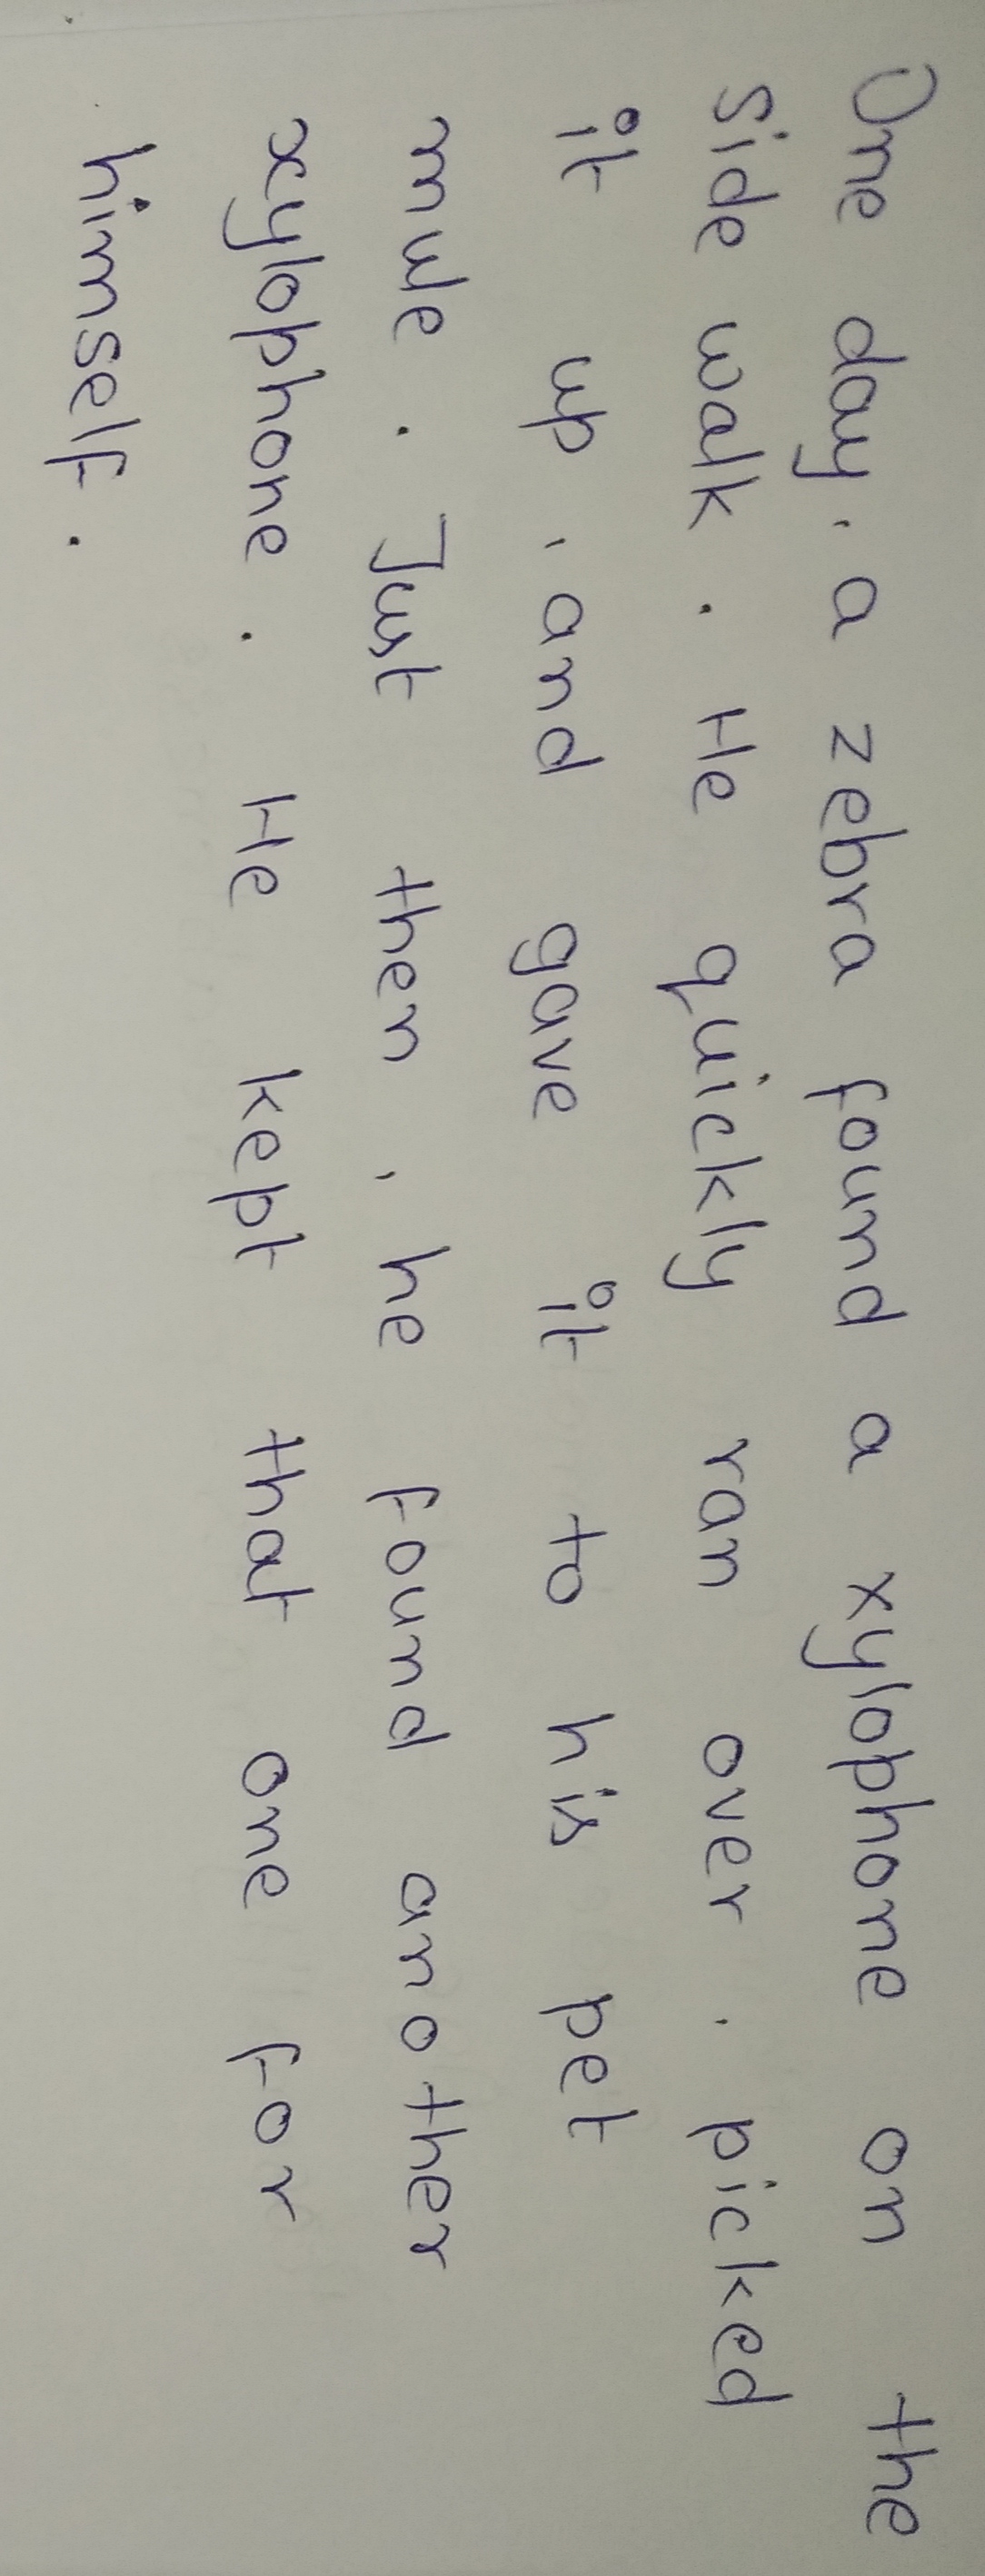 One day, a zebra found a xylophone on the
side walk. He quickly ran over, picked
it up, and gave it to his pet
mule. Just then, he found another
xylophone. He kept that one for
himself.